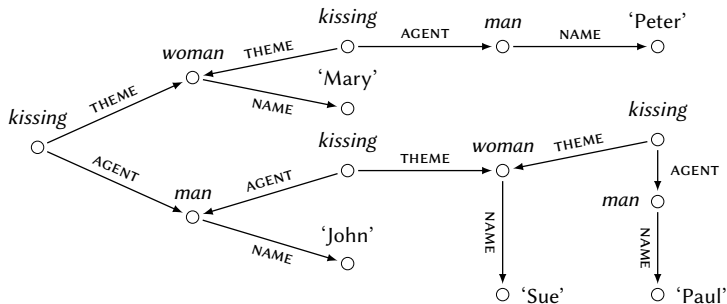 kissing
man
AGENT
NAME
'Peter'
woman
THEME
'Mary'
NAME
kissing
THEME
AGENT
man
AGENT
kissing
THEME
woman
THEME
kissing
AGENT
man
NAME
'John'
NAME
'Sue'
NAME
'Paul'